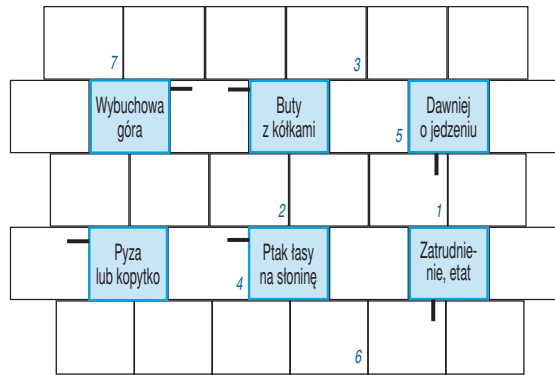 7 3
Wybuchowa
góra
Buty
z kółkami
5
Dawniej
o jedzeniu
2 1
Pyza
lub kopytko
4
Ptak łasy
na słoninę
Zatrudnie-
nie, etat
6